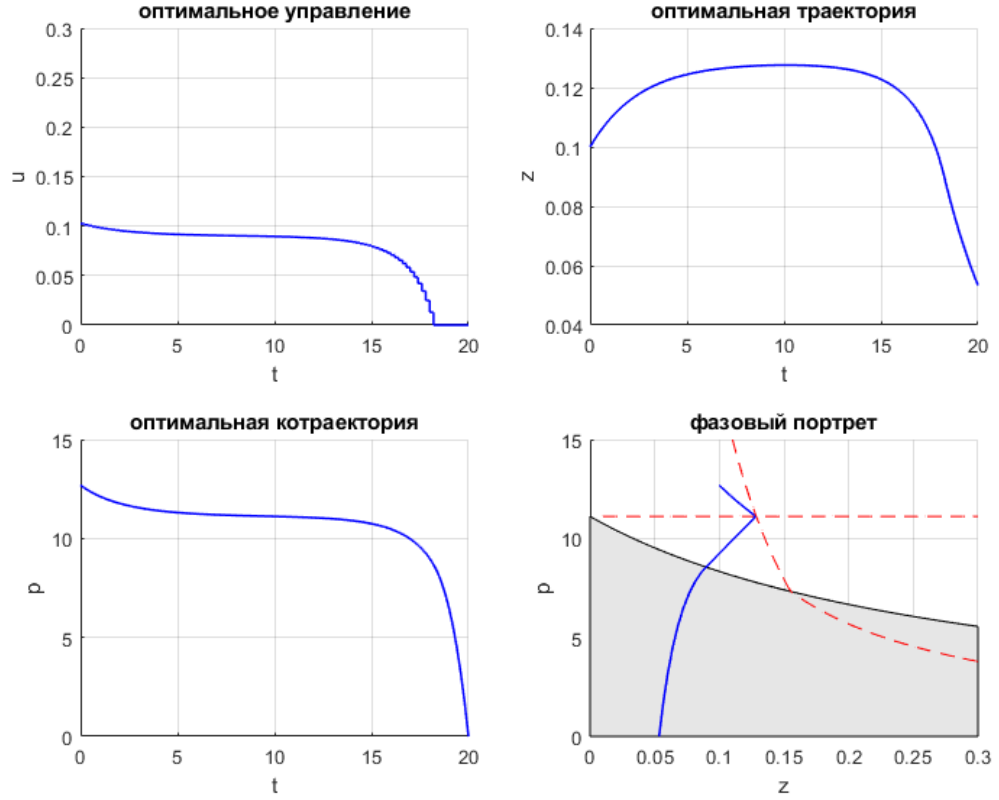 оптимальное управление
0.3
0.25
0.2
0.15
0.1
0.05
0
u
0 5 10 15 20
t
оптимальная траектория
0.14
0.12
0.1
0.08
0.06
0.04
z
0 5 10 15 20
t
оптимальная котраектория
15
10
5
0
p
0 5 10 15 20
t
фазовый портрет
15
10
5
0
p
0 0.05 0.1 0.15 0.2 0.25 0.3
z